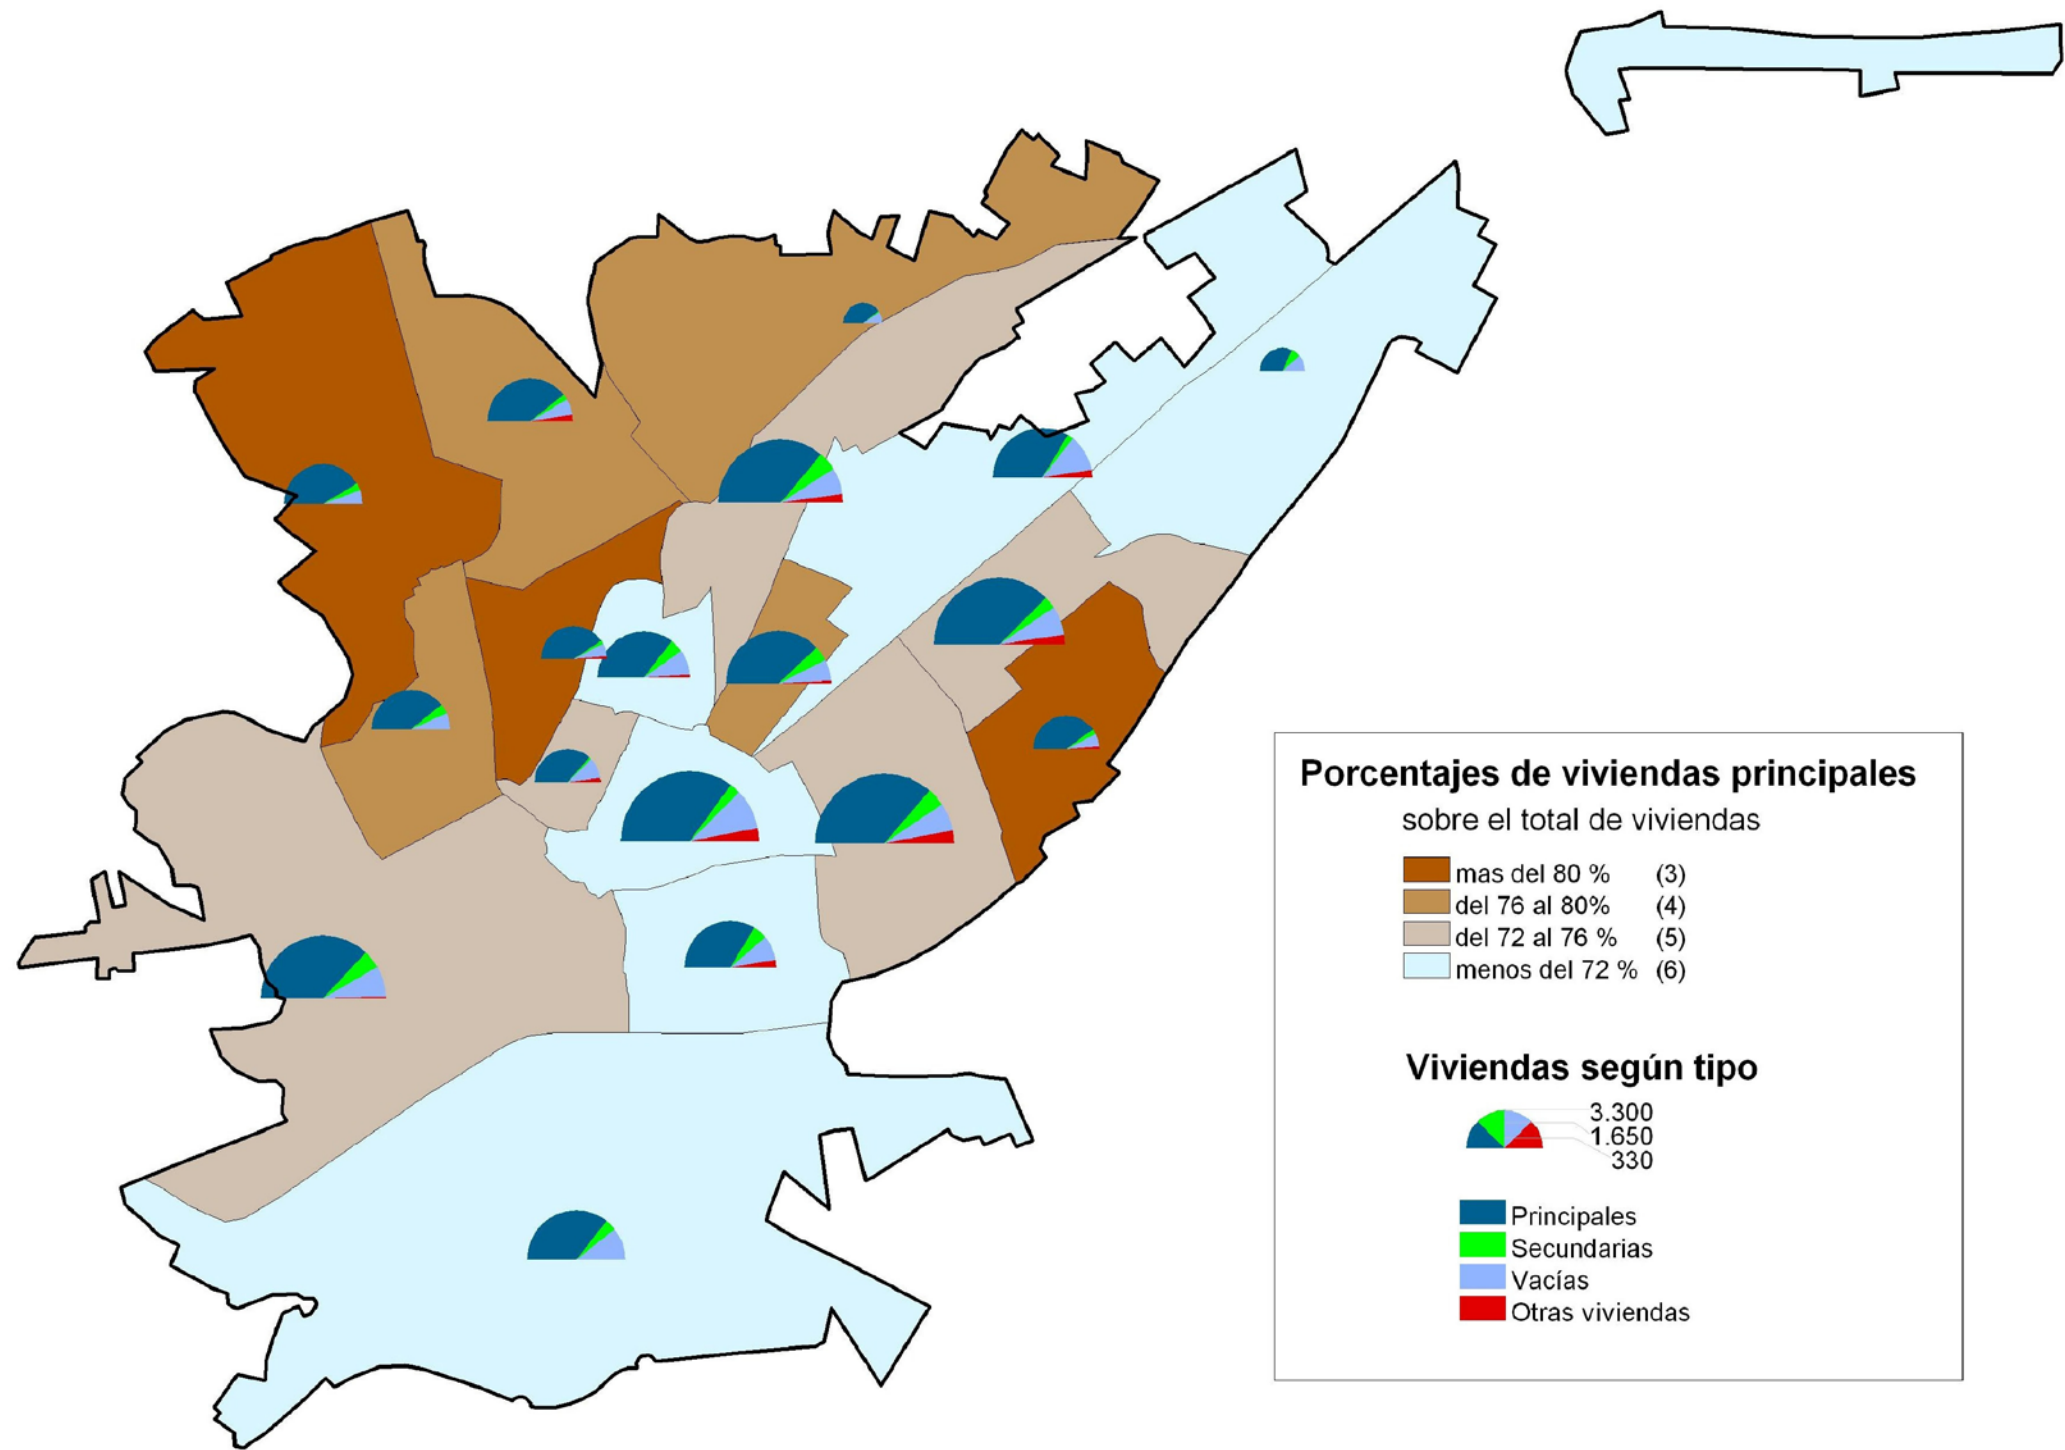 Porcentajes de viviendas principales
sobre el total de viviendas
mas del 80 % (3)
del 76 al 80% (4)
del 72 al 76 % (5)
menos del 72 % (6)
Viviendas según tipo
3.300
1.650
330
Principales
Secundarias
Vacías
Otras viviendas